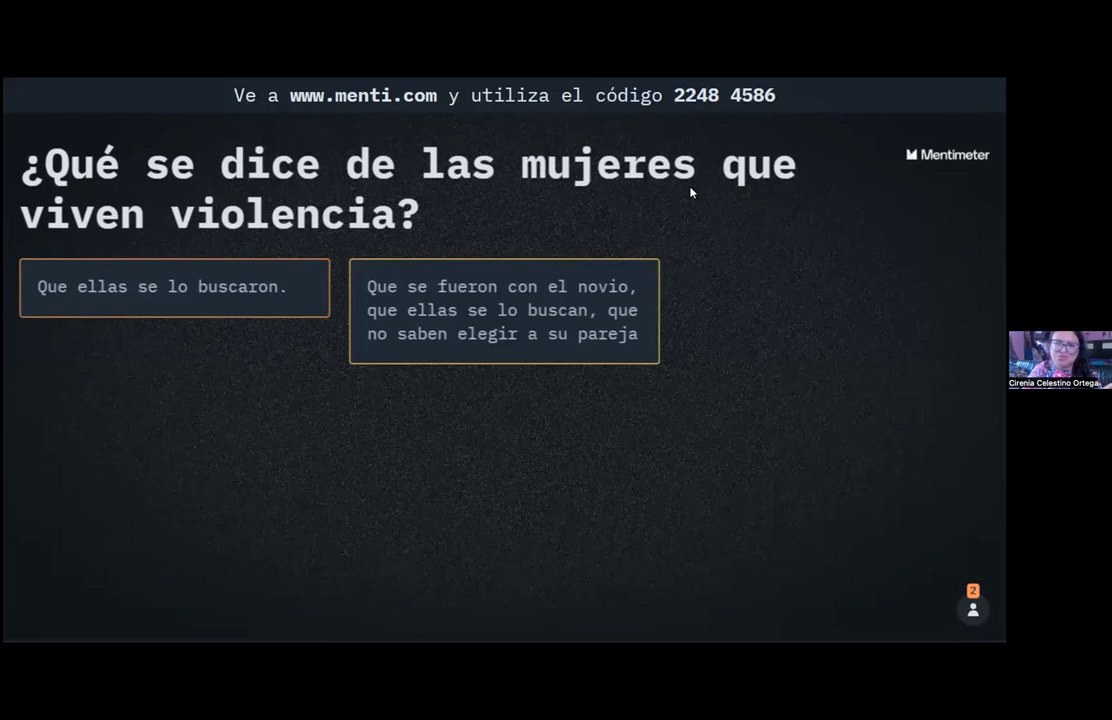 Ve a www.menti.com y utiliza el código 2248 4586
¿Qué se dice de las mujeres que
viven violencia?
Mentimeter
Que ellas se lo buscaron.
Que se fueron con el novio,
que ellas se lo buscan, que
no saben elegir a su pareja
Cirenia Celestino Ortega
2